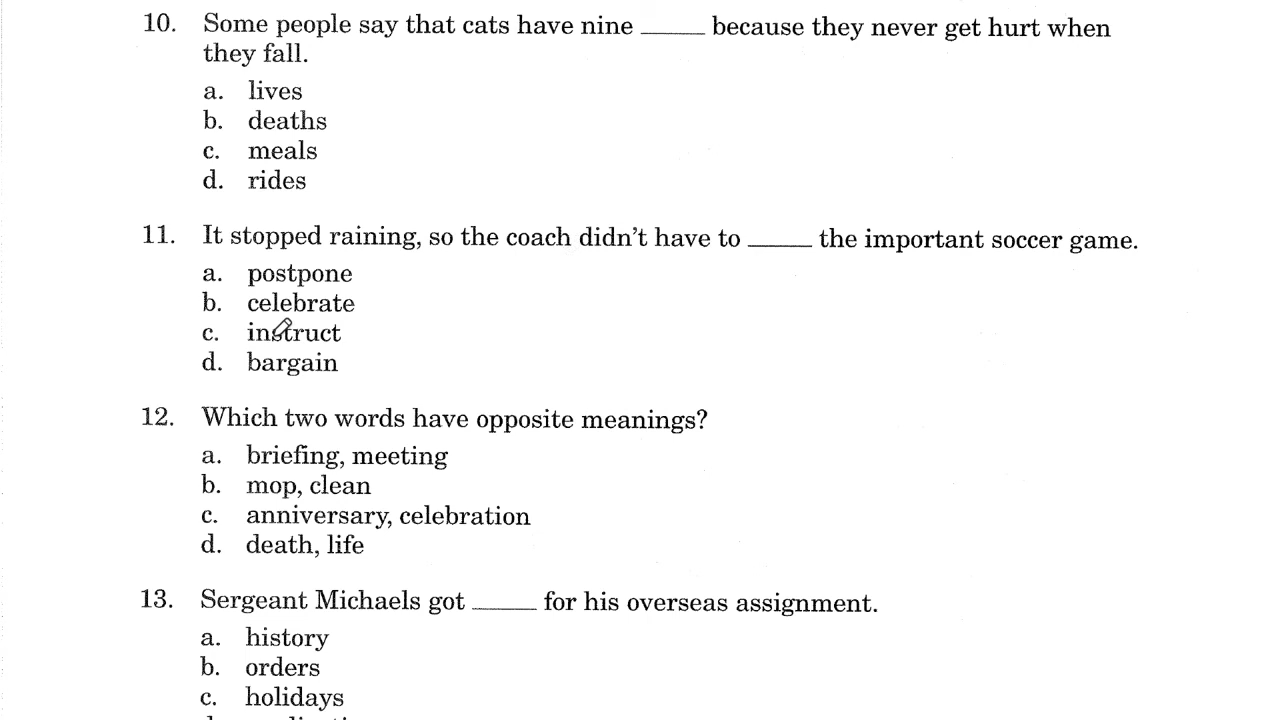 10. Some people say that cats have nine _____ because they never get hurt when
they fall.
a. lives
b. deaths
c. meals
d. rides
11. It stopped raining, so the coach didn't have to _____ the important soccer game.
a. postpone
b. celebrate
c. instruct
d. bargain
12. Which two words have opposite meanings?
a. briefing, meeting
b. mop, clean
c. anniversary, celebration
d. death, life
13. Sergeant Michaels got _____ for his overseas assignment.
a. history
b. orders
c. holidays